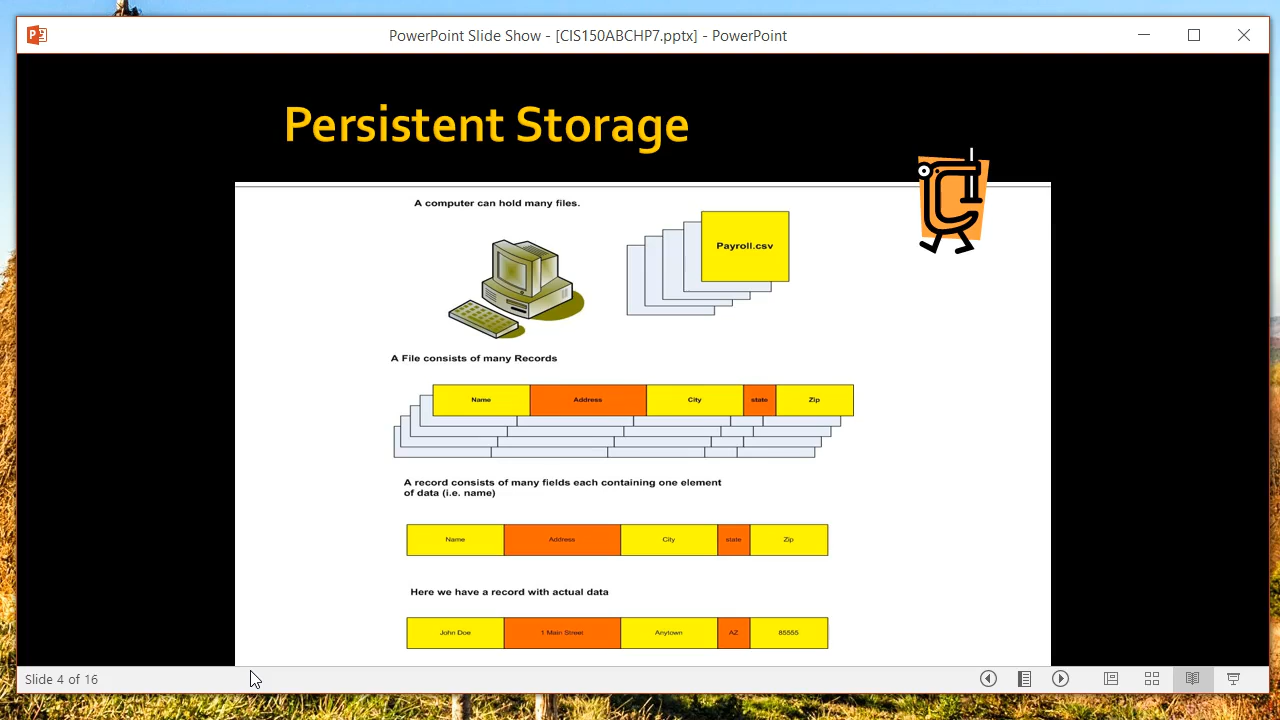 PowerPoint Slide Show - [CIS150ABCHP7.pptx] - PowerPoint
Persistent Storage
A computer can hold many files.
Payroll.csv
A File consists of many Records
Name Address City state Zip
A record consists of many fields each containing one element
of data (i.e. name)
Name Address City state Zip
Here we have a record with actual data
John Doe 1 Main Street Anytown AZ 85555
Slide 4 of 16